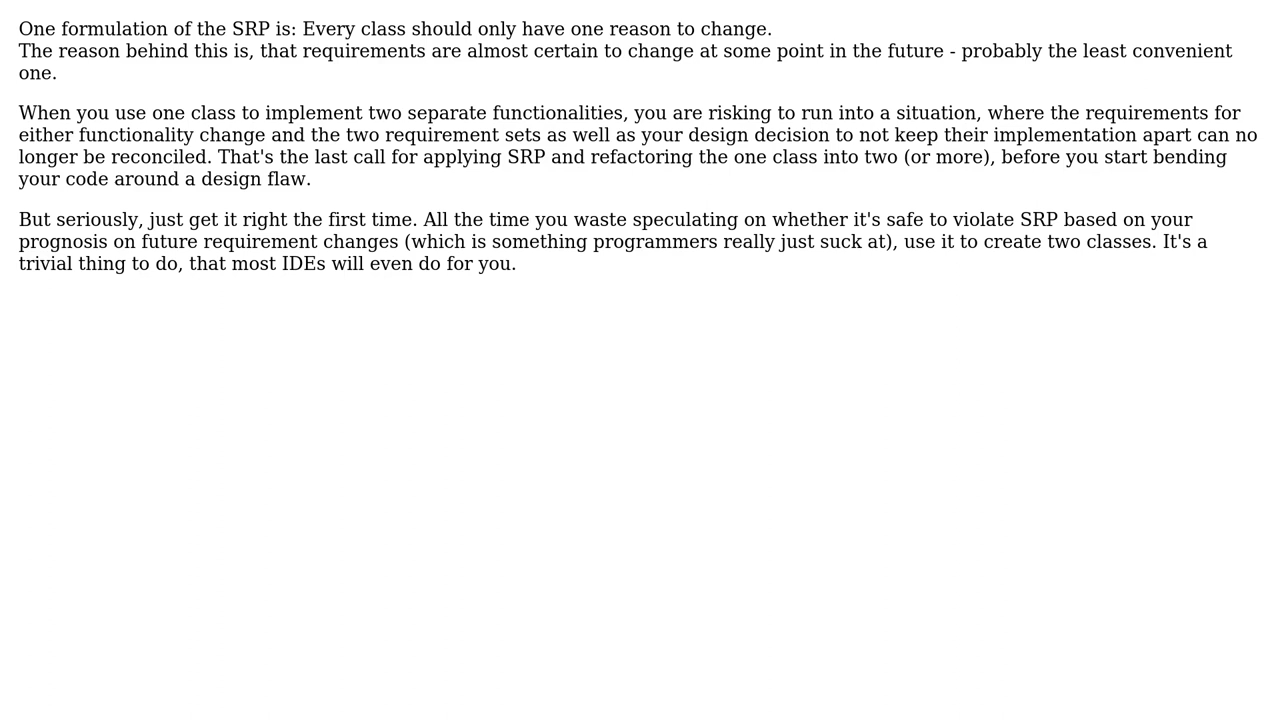 One formulation of the SRP is: Every class should only have one reason to change.
The reason behind this is, that requirements are almost certain to change at some point in the future - probably the least convenient
one.
When you use one class to implement two separate functionalities, you are risking to run into a situation, where the requirements for
either functionality change and the two requirement sets as well as your design decision to not keep their implementation apart can no
longer be reconciled. That's the last call for applying SRP and refactoring the one class into two (or more), before you start bending
your code around a design flaw.
But seriously, just get it right the first time. All the time you waste speculating on whether it's safe to violate SRP based on your
prognosis on future requirement changes (which is something programmers really just suck at), use it to create two classes. It's a
trivial thing to do, that most IDEs will even do for you.